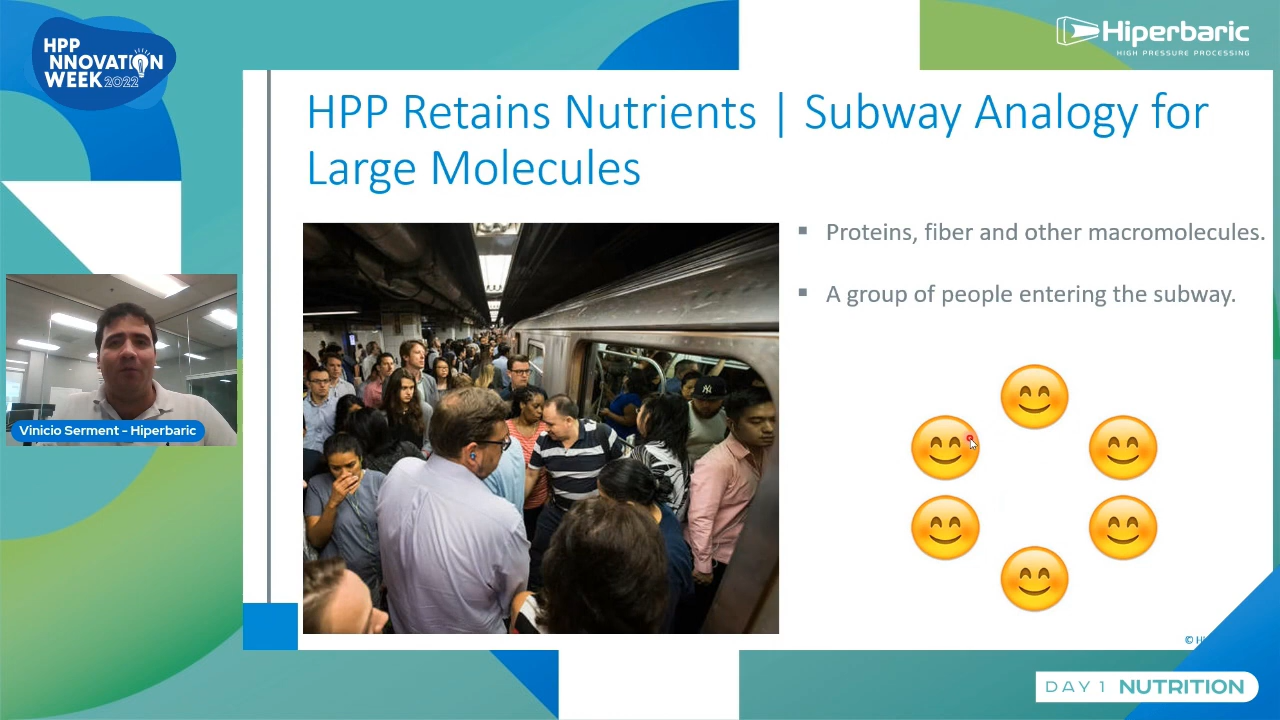 HPP
INNOVATION
WEEK 2022
Hiperbaric
HIGH PRESSURE PROCESSING
HPP Retains Nutrients | Subway Analogy for
Large Molecules
▪ Proteins, fiber and other macromolecules.
▪ A group of people entering the subway.
Vinicio Serment - Hiperbaric
DAY 1 NUTRITION